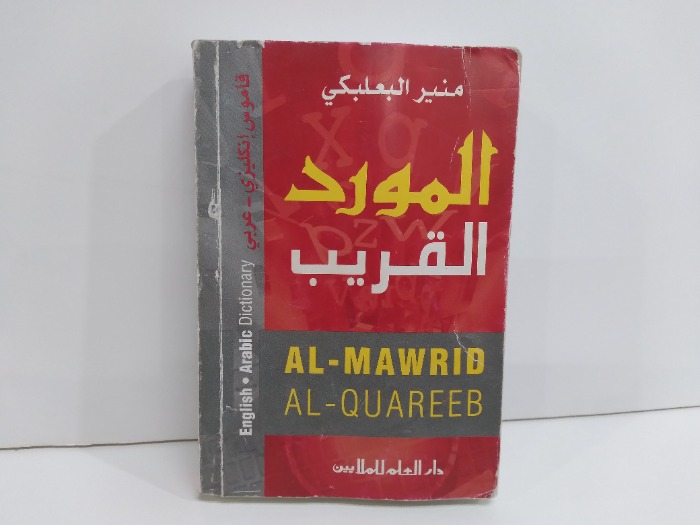 منير البعلبكي
المورد
القريب
AL-MAWRID
AL-QUAREEB
دار العلم للملايين
قاموس إنكليزي - عربي
English • Arabic Dictionary